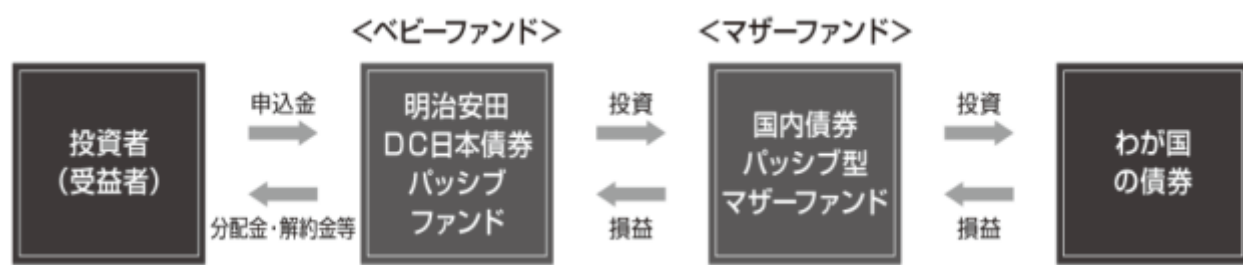 ＜ベビーファンド＞
＜マザーファンド＞
投資者
（受益者）
申込金
分配金・解約金等
明治安田
ＤＣ日本債券
パッシブ
ファンド
投資
損益
国内債券
パッシブ型
マザーファンド
投資
損益
わが国
の債券